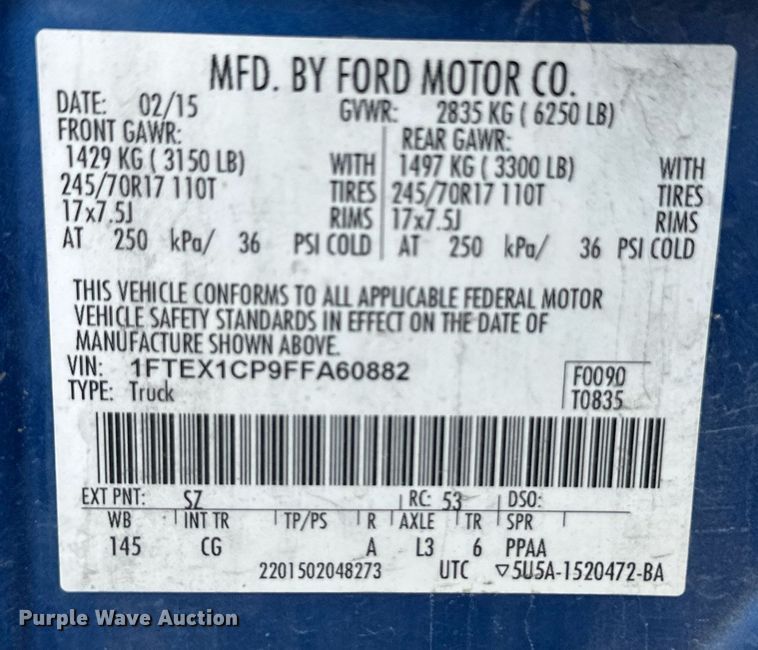 MFD. BY FORD MOTOR CO.
DATE: 02/15 GVWR: 2835 KG ( 6250 LB)
FRONT GAWR: REAR GAWR:
1429 KG ( 3150 LB) WITH 1497 KG ( 3300 LB) WITH
245/70R17 110T TIRES 245/70R17 110T TIRES
17x7.5J RIMS 17x7.5J RIMS
AT 250 kPa/ 36 PSI COLD AT 250 kPa/ 36 PSI COLD
THIS VEHICLE CONFORMS TO ALL APPLICABLE FEDERAL MOTOR
VEHICLE SAFETY STANDARDS IN EFFECT ON THE DATE OF
MANUFACTURE SHOWN ABOVE.
VIN: 1FTEX1CP9FFA60882 F0090
TYPE: Truck T0835
EXT PNT: SZ RC: 53 DSO:
WB INT TR TP/PS R AXLE TR SPR
145 CG A L3 6 PPAA
2201502048273 UTC ▽5U5A-1520472-BA
Purple Wave Auction